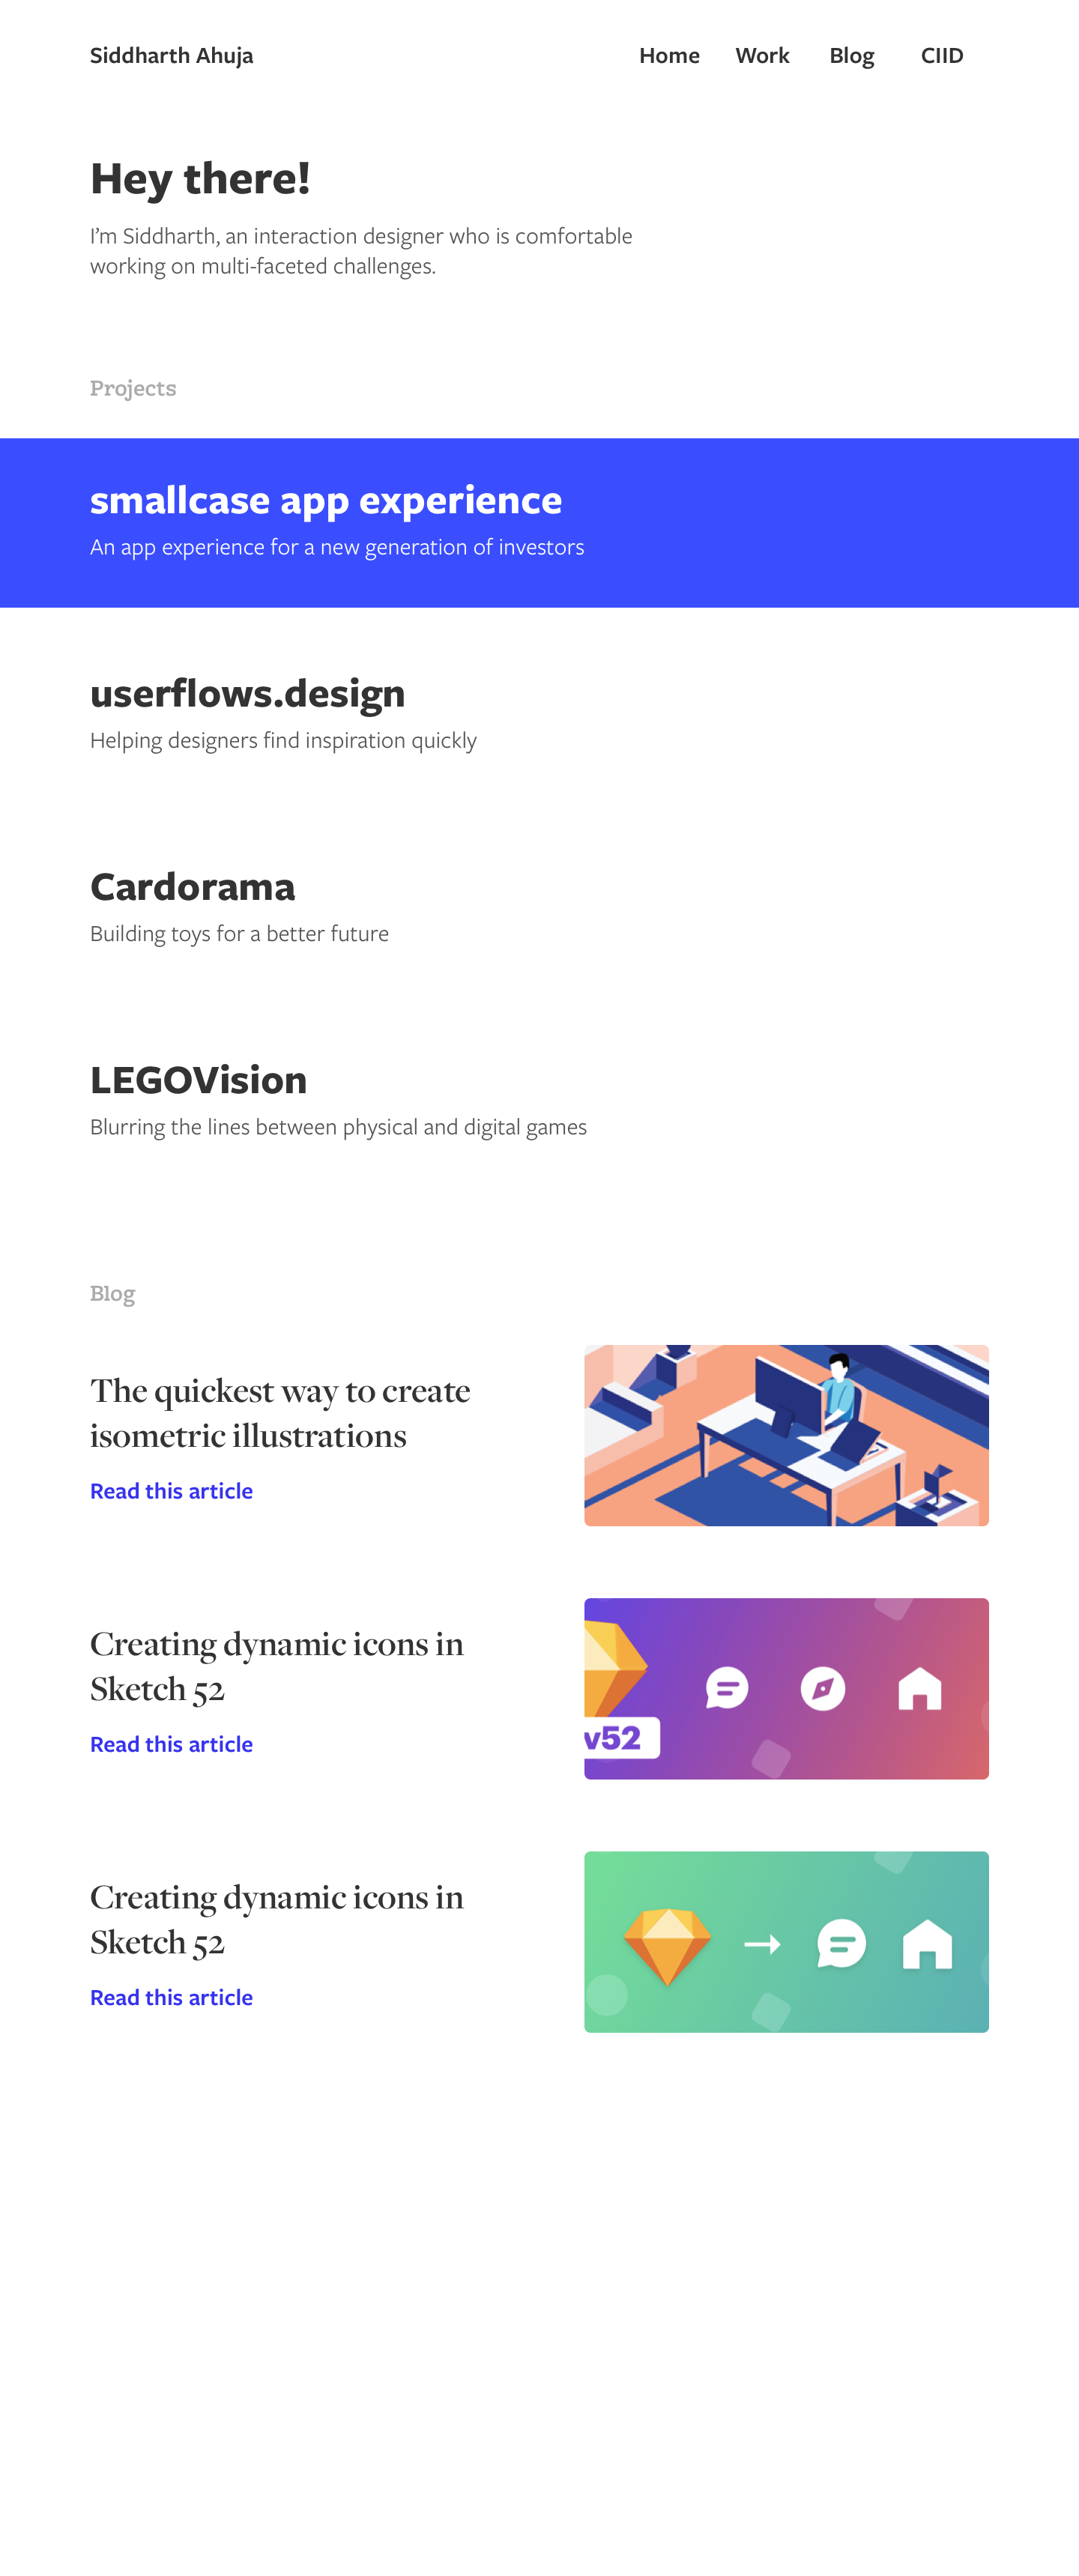 Siddharth Ahuja
Home Work Blog CIID
Hey there!
I’m Siddharth, an interaction designer who is comfortable
working on multi-faceted challenges.
Projects
smallcase app experience
An app experience for a new generation of investors
userflows.design
Helping designers find inspiration quickly
Cardorama
Building toys for a better future
LEGOVision
Blurring the lines between physical and digital games
Blog
The quickest way to create
isometric illustrations
Read this article
Creating dynamic icons in
Sketch 52
Read this article
v52
Creating dynamic icons in
Sketch 52
Read this article